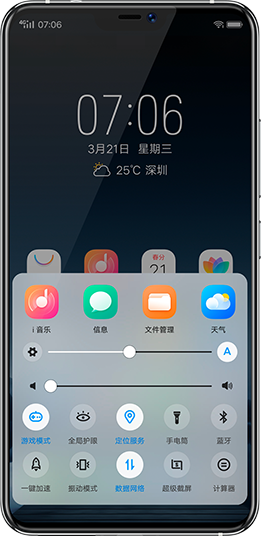 4G 07:06
07:06
3月21日 星期三
25℃ 深圳
春分
21
i 音乐 信息 文件管理 天气
A
游戏模式 全局护眼 定位服务 手电筒 蓝牙
一键加速 振动模式 数据网络 超级截屏 计算器